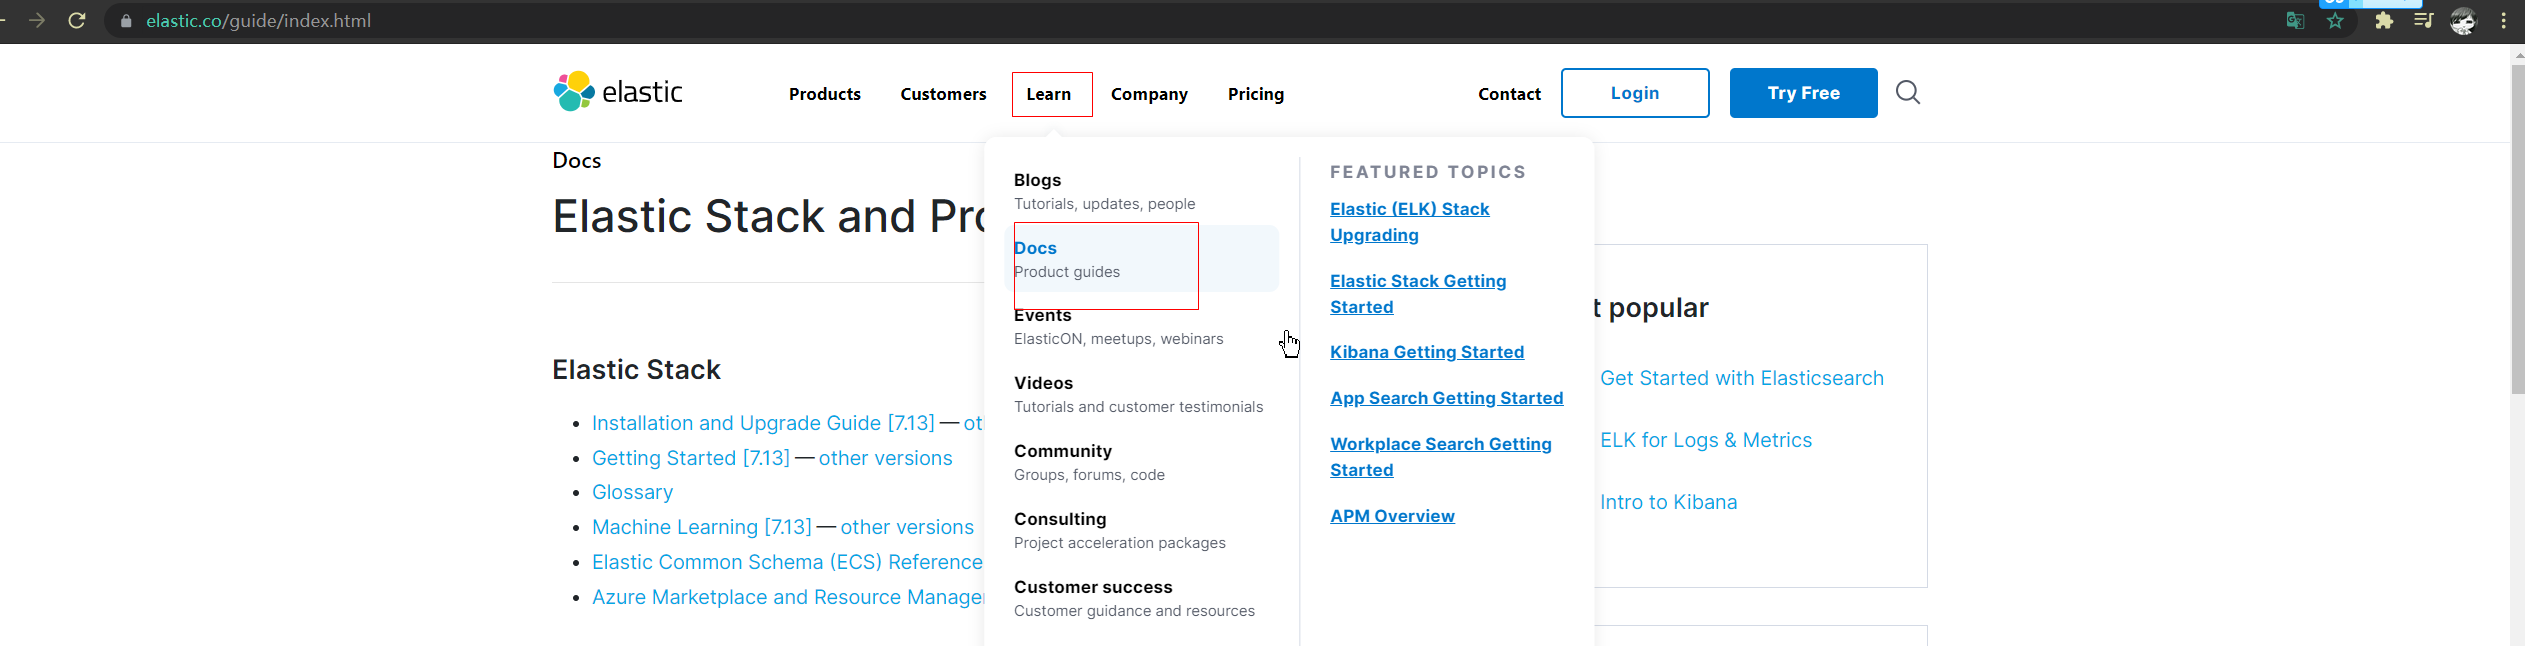 elastic.co/guide/index.html
elastic
Products
Customers
Learn
Company
Pricing
Contact
Login
Try Free
Docs
Elastic Stack and Pro
Elastic Stack
Installation and Upgrade Guide [7.13] — ot
Getting Started [7.13] — other versions
Glossary
Machine Learning [7.13] — other versions
Elastic Common Schema (ECS) Reference
Azure Marketplace and Resource Manage
Blogs
Tutorials, updates, people
Docs
Product guides
Events
ElasticON, meetups, webinars
Videos
Tutorials and customer testimonials
Community
Groups, forums, code
Consulting
Project acceleration packages
Customer success
Customer guidance and resources
FEATURED TOPICS
Elastic (ELK) Stack
Upgrading
Elastic Stack Getting
Started
Kibana Getting Started
App Search Getting Started
Workplace Search Getting
Started
APM Overview
t popular
Get Started with Elasticsearch
ELK for Logs & Metrics
Intro to Kibana